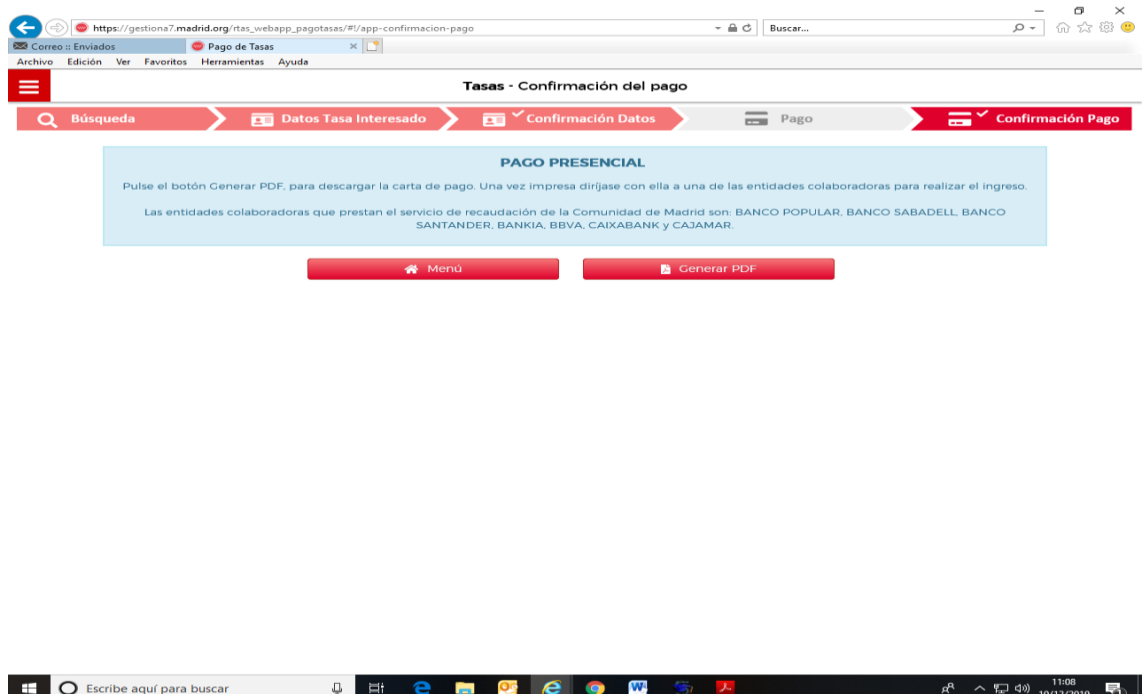 https://gestiona7.madrid.org/rtas_webapp_pagotasas/#!/app-confirmacion-pago
Buscar...
Correo :: Enviados
Pago de Tasas
Archivo Edición Ver Favoritos Herramientas Ayuda
Tasas - Confirmación del pago
Búsqueda
Datos Tasa Interesado
Confirmación Datos
Pago
Confirmación Pago
PAGO PRESENCIAL
Pulse el botón Generar PDF, para descargar la carta de pago. Una vez impresa diríjase con ella a una de las entidades colaboradoras para realizar el ingreso.
Las entidades colaboradoras que prestan el servicio de recaudación de la Comunidad de Madrid son: BANCO POPULAR, BANCO SABADELL, BANCO
SANTANDER, BANKIA, BBVA, CAIXABANK y CAJAMAR.
Menú
Generar PDF
Escribe aquí para buscar
11:08